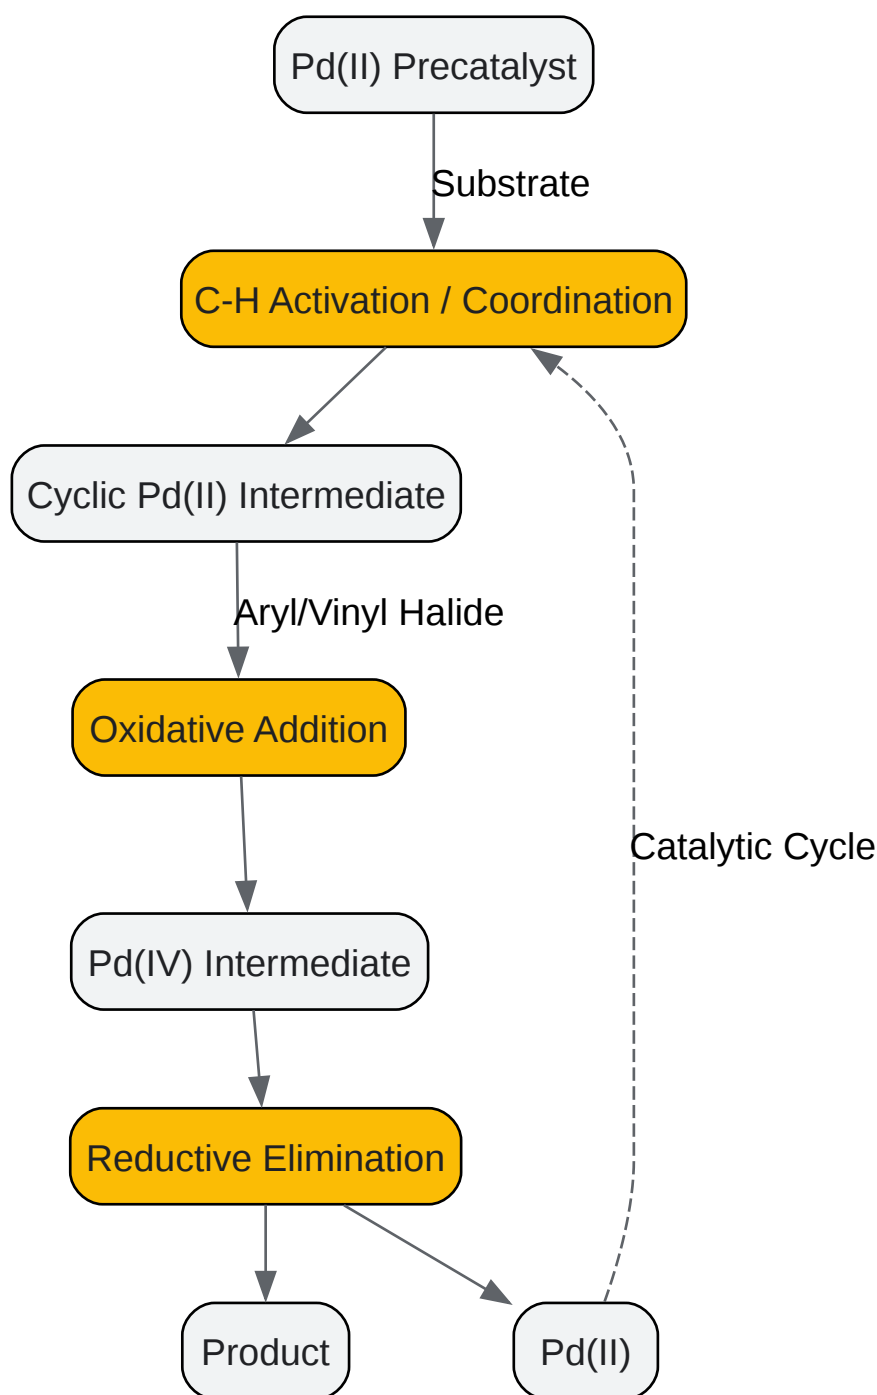 Pd(II) Precatalyst
Substrate
C-H Activation / Coordination
Cyclic Pd(II) Intermediate
Aryl/Vinyl Halide
Oxidative Addition
Catalytic Cycle
Pd(IV) Intermediate
Reductive Elimination
Product
Pd(II)